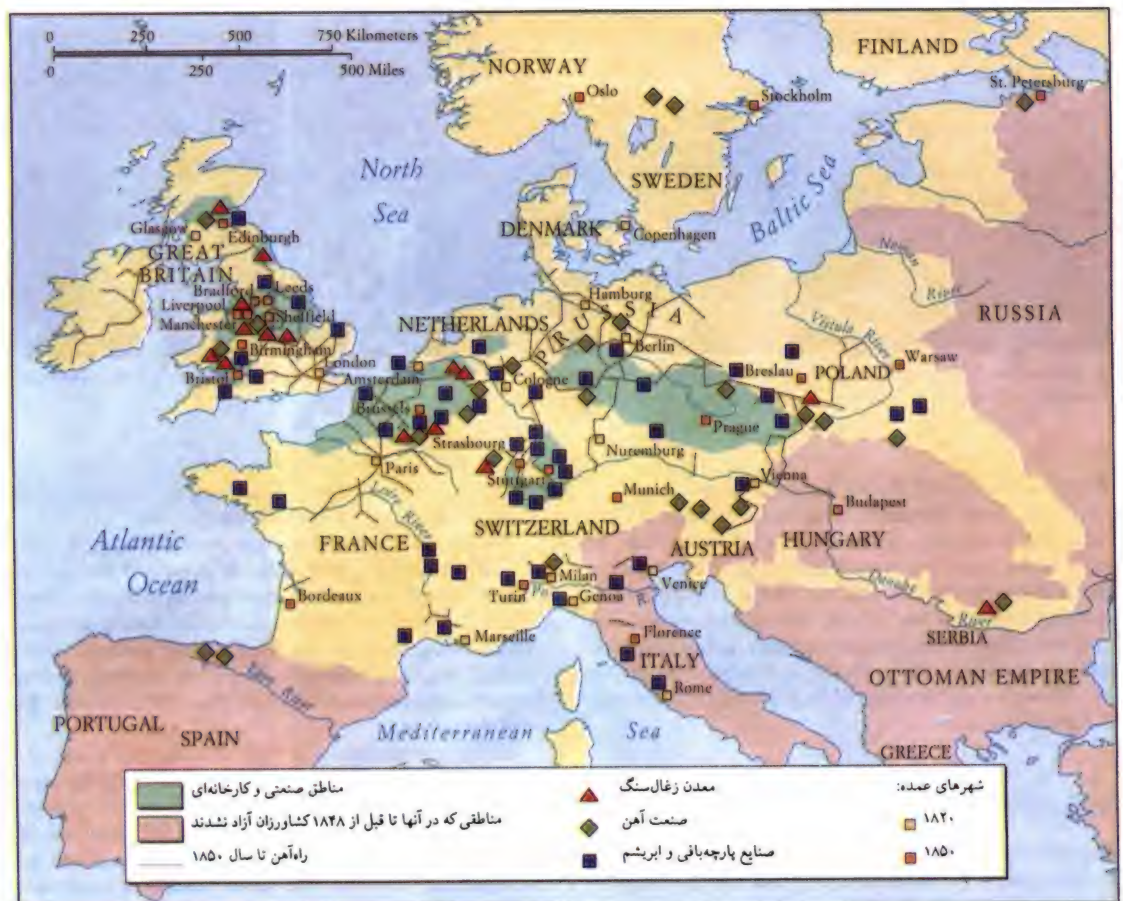 0 250 500 750 Kilometers
0 250 500 Miles
NORWAY
FINLAND
Oslo
Stockholm
St. Petersburg
North
Sea
SWEDEN
Baltic Sea
DENMARK
Copenhagen
Glasgow
Edinburgh
GREAT
BRITAIN
Bradford
Leeds
Liverpool
Sheffield
Manchester
Birmingham
Bristol
London
Hamburg
PRUSSIA
NETHERLANDS
Berlin
Neman
River
RUSSIA
Vistula River
Warsaw
Amsterdam
Cologne
Breslau
POLAND
Brussels
Prague
Strasbourg
Nuremburg
Paris
Stuttgart
Loire River
Munich
Vienna
Budapest
Atlantic
Ocean
FRANCE
SWITZERLAND
AUSTRIA
HUNGARY
Milan
Venice
Danube
River
Bordeaux
Turin
Po
R.
Genoa
SERBIA
Marseille
Florence
ITALY
OTTOMAN EMPIRE
River
Rome
PORTUGAL
SPAIN
Mediterranean
Sea
GREECE
شهرهای عمده:
۱۸۲۰
۱۸۵۰
معدن زغال‌سنگ
صنعت آهن
صنایع پارچه‌بافی و ابریشم
مناطق صنعتی و کارخانه‌ای
مناطقی که در آنها تا قبل از ۱۸۴۸ کشاورزان آزاد نشدند
راه‌آهن تا سال ۱۸۵۰